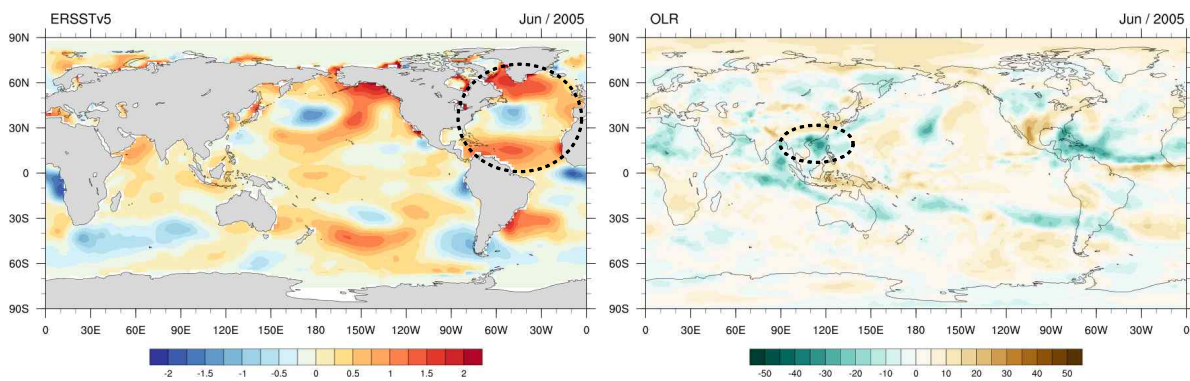 ERSSTv5 Jun / 2005
90N
60N
30N
0
30S
60S
90S
0 30E 60E 90E 120E 150E 180 150W 120W 90W 60W 30W 0
-2 -1.5 -1 -0.5 0 0.5 1 1.5 2
OLR Jun / 2005
90N
60N
30N
0
30S
60S
90S
0 30E 60E 90E 120E 150E 180 150W 120W 90W 60W 30W 0
-50 -40 -30 -20 -10 0 10 20 30 40 50